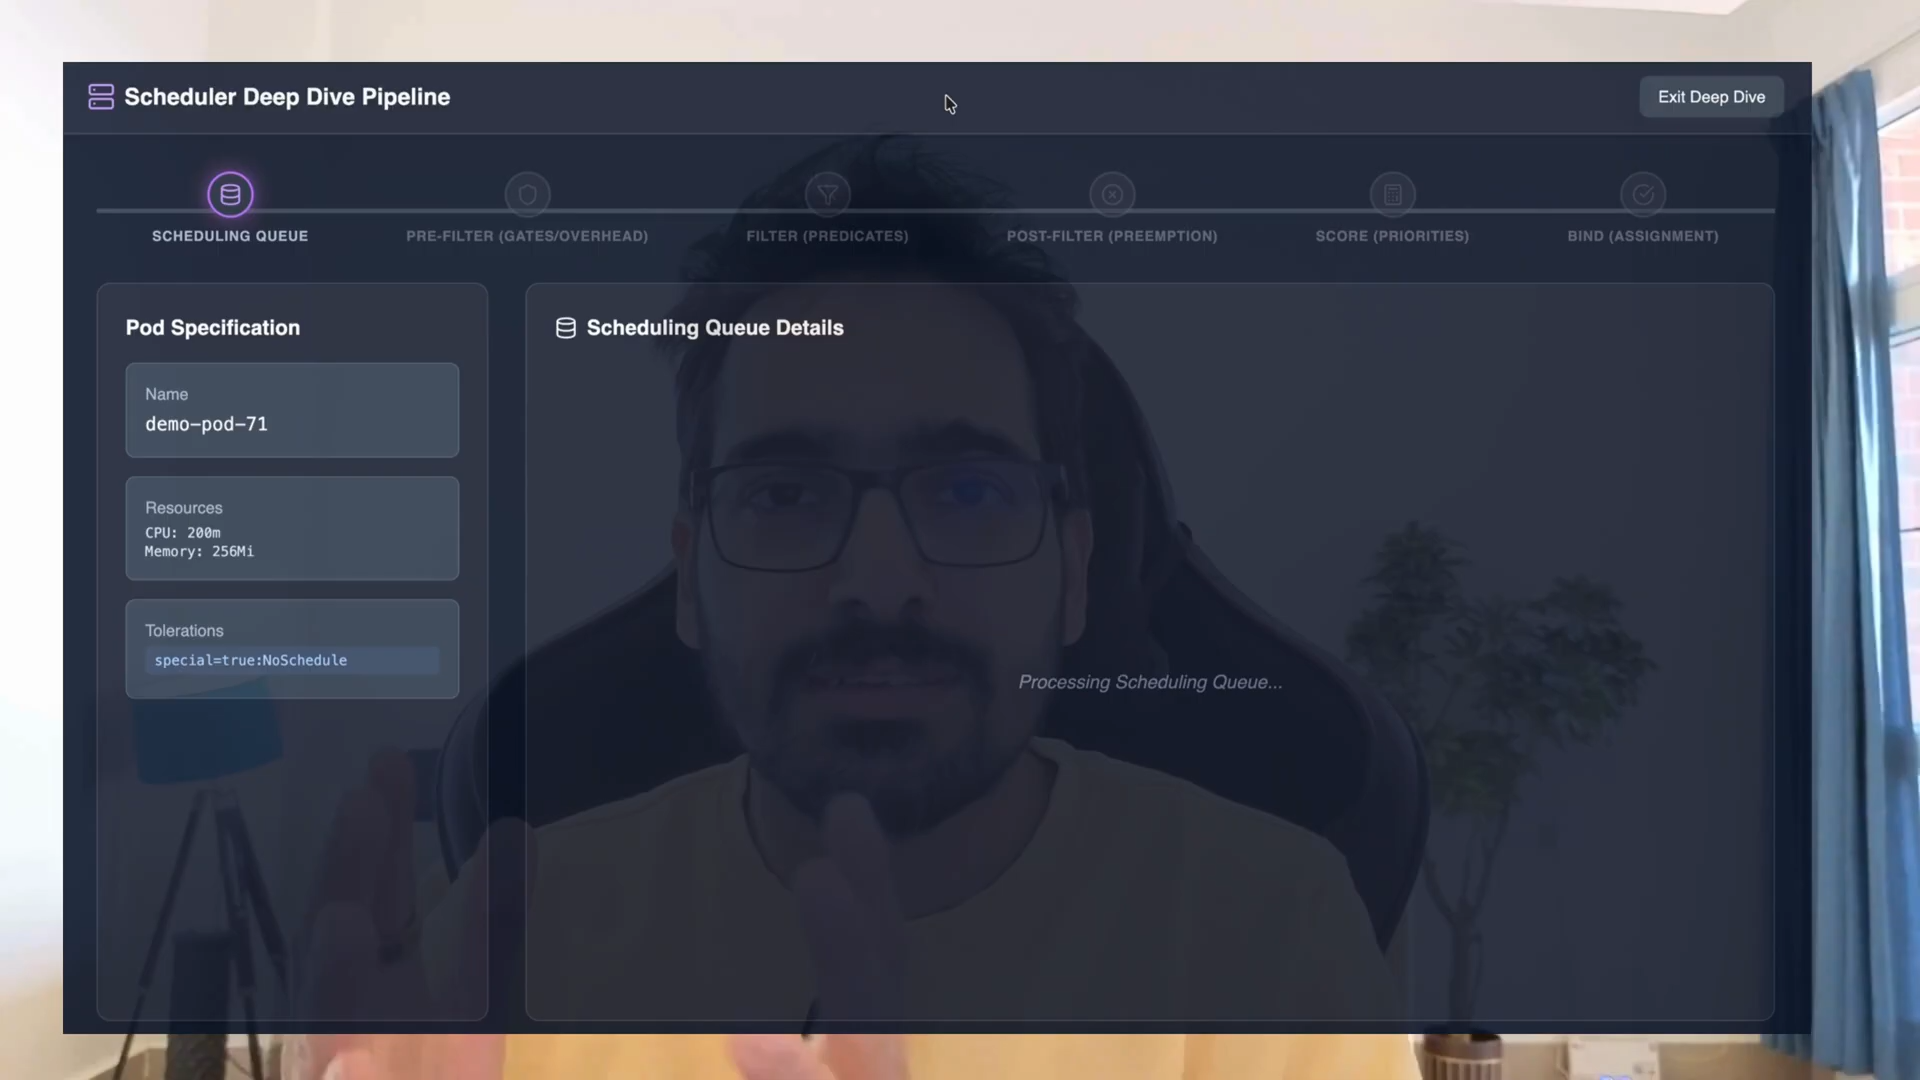 Scheduler Deep Dive Pipeline
Exit Deep Dive
SCHEDULING QUEUE
PRE-FILTER (GATES/OVERHEAD)
FILTER (PREDICATES)
POST-FILTER (PREEMPTION)
SCORE (PRIORITIES)
BIND (ASSIGNMENT)
Pod Specification
Name
demo-pod-71
Resources
CPU: 200m
Memory: 256Mi
Tolerations
special=true:NoSchedule
Scheduling Queue Details
Processing Scheduling Queue...